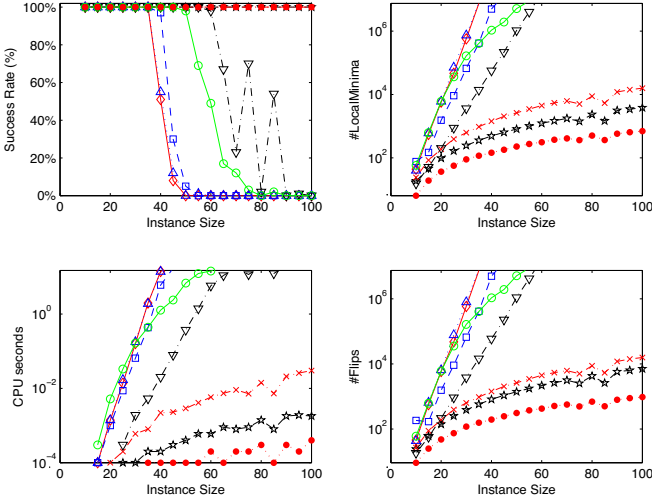 100%
80%
60%
40%
20%
0%
Success Rate (%)
0 20 40 60 80 100
Instance Size
10^6
10^4
10^2
#LocalMinima
0 20 40 60 80 100
Instance Size
10^0
10^-2
10^-4
CPU seconds
0 20 40 60 80 100
Instance Size
10^6
10^4
10^2
#Flips
0 20 40 60 80 100
Instance Size